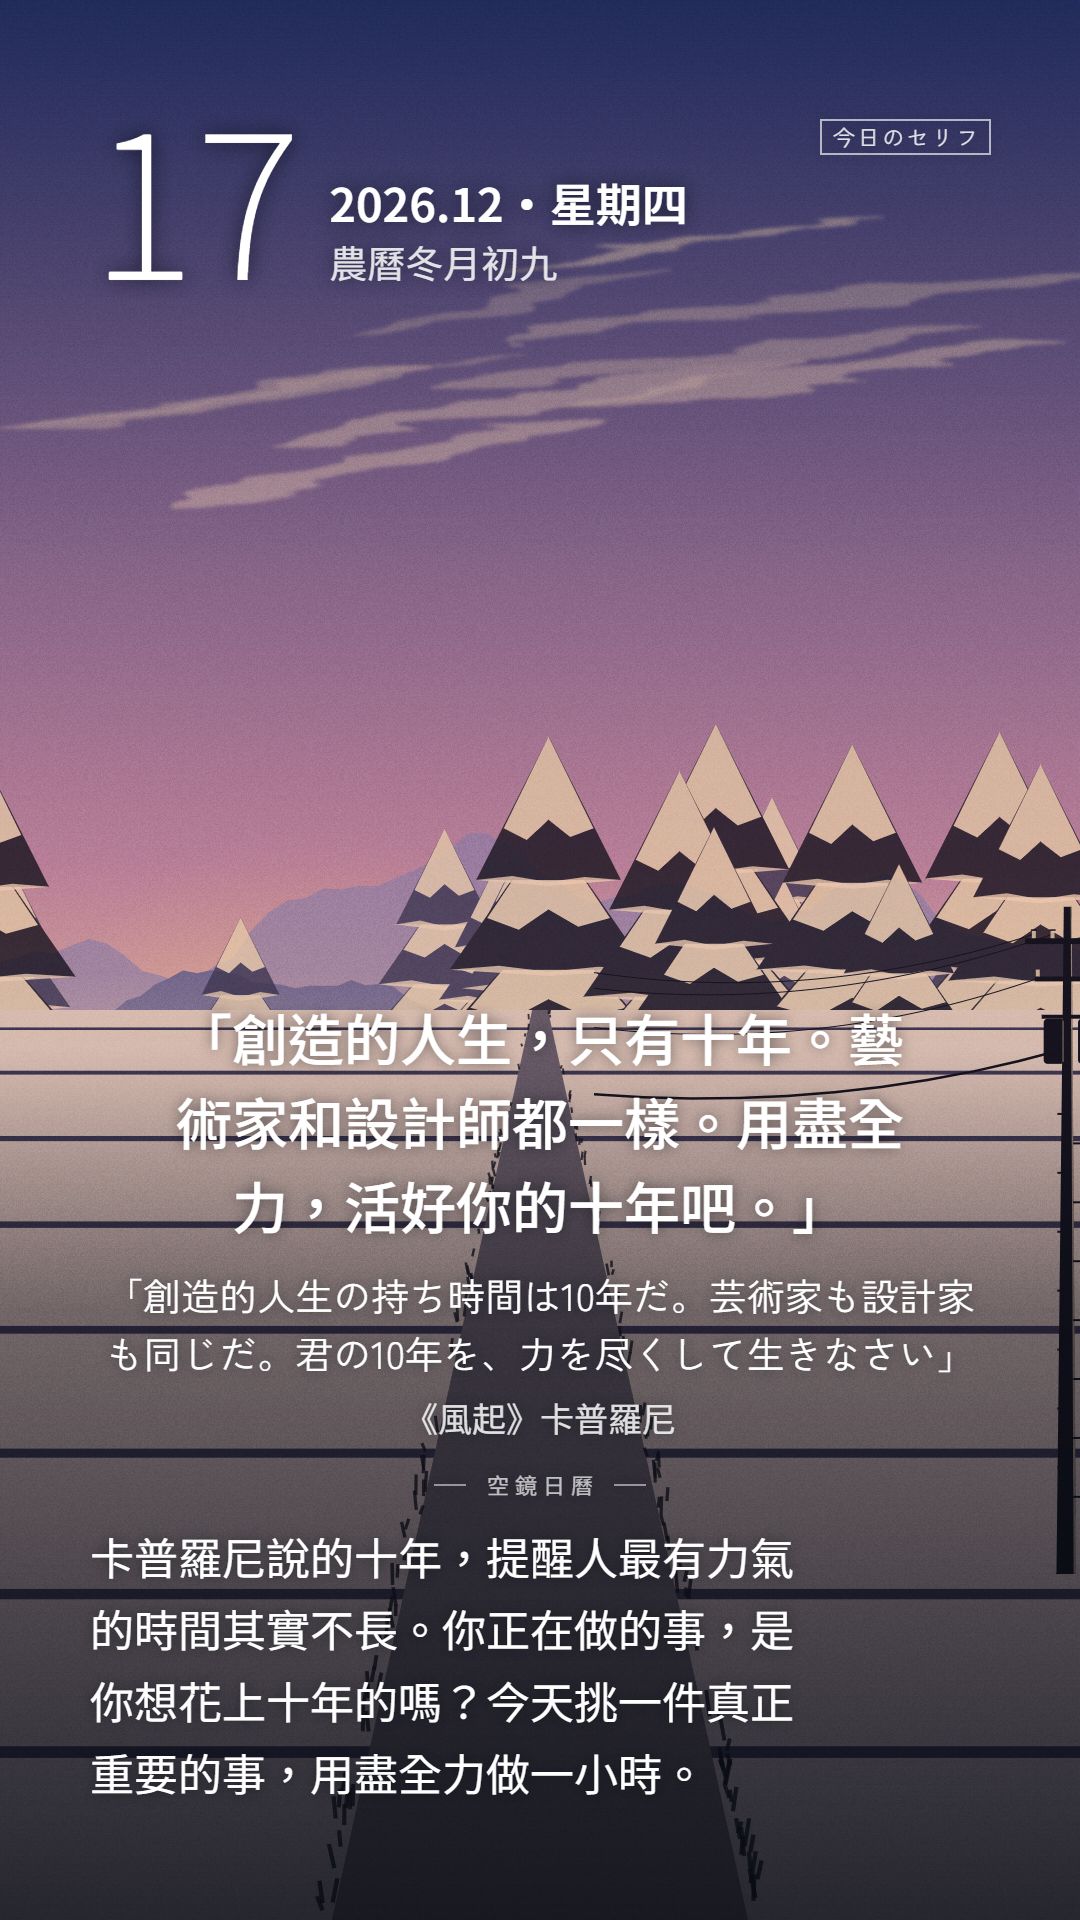 17
今日のセリフ
2026.12・星期四
農曆冬月初九
「創造的人生，只有十年。藝
術家和設計師都一樣。用盡全
力，活好你的十年吧。」
「創造的人生の持ち時間は10年だ。芸術家も設計家
も同じだ。君の10年を、力を尽くして生きなさい」
《風起》卡普羅尼
空鏡日曆
卡普羅尼說的十年，提醒人最有力氣
的時間其實不長。你正在做的事，是
你想花上十年的嗎？今天挑一件真正
重要的事，用盡全力做一小時。